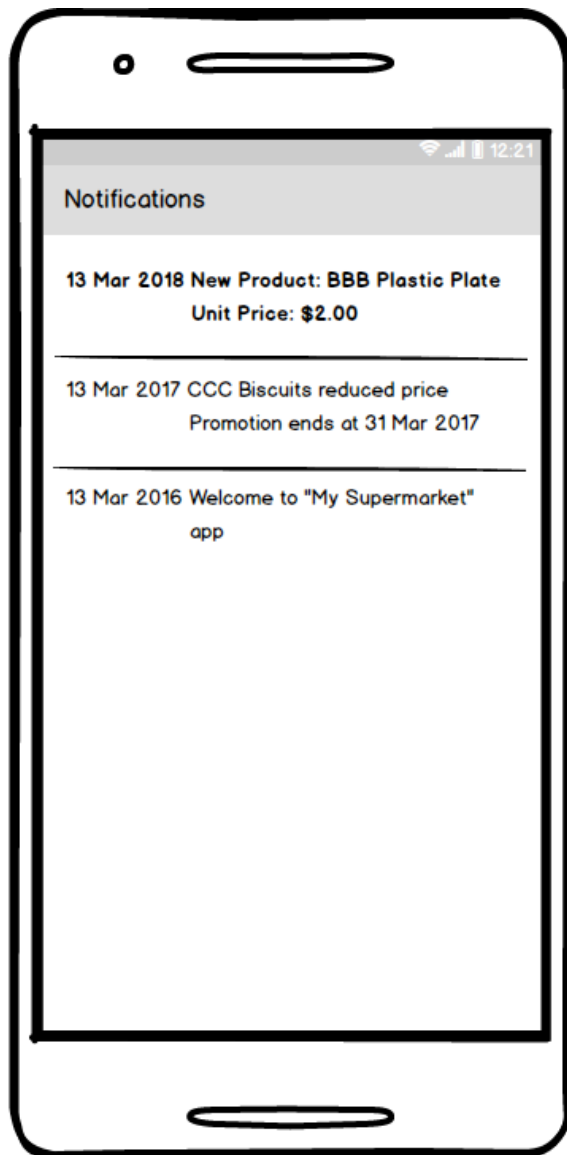 12:21
Notifications
13 Mar 2018 New Product: BBB Plastic Plate
Unit Price: $2.00
13 Mar 2017 CCC Biscuits reduced price
Promotion ends at 31 Mar 2017
13 Mar 2016 Welcome to "My Supermarket"
app